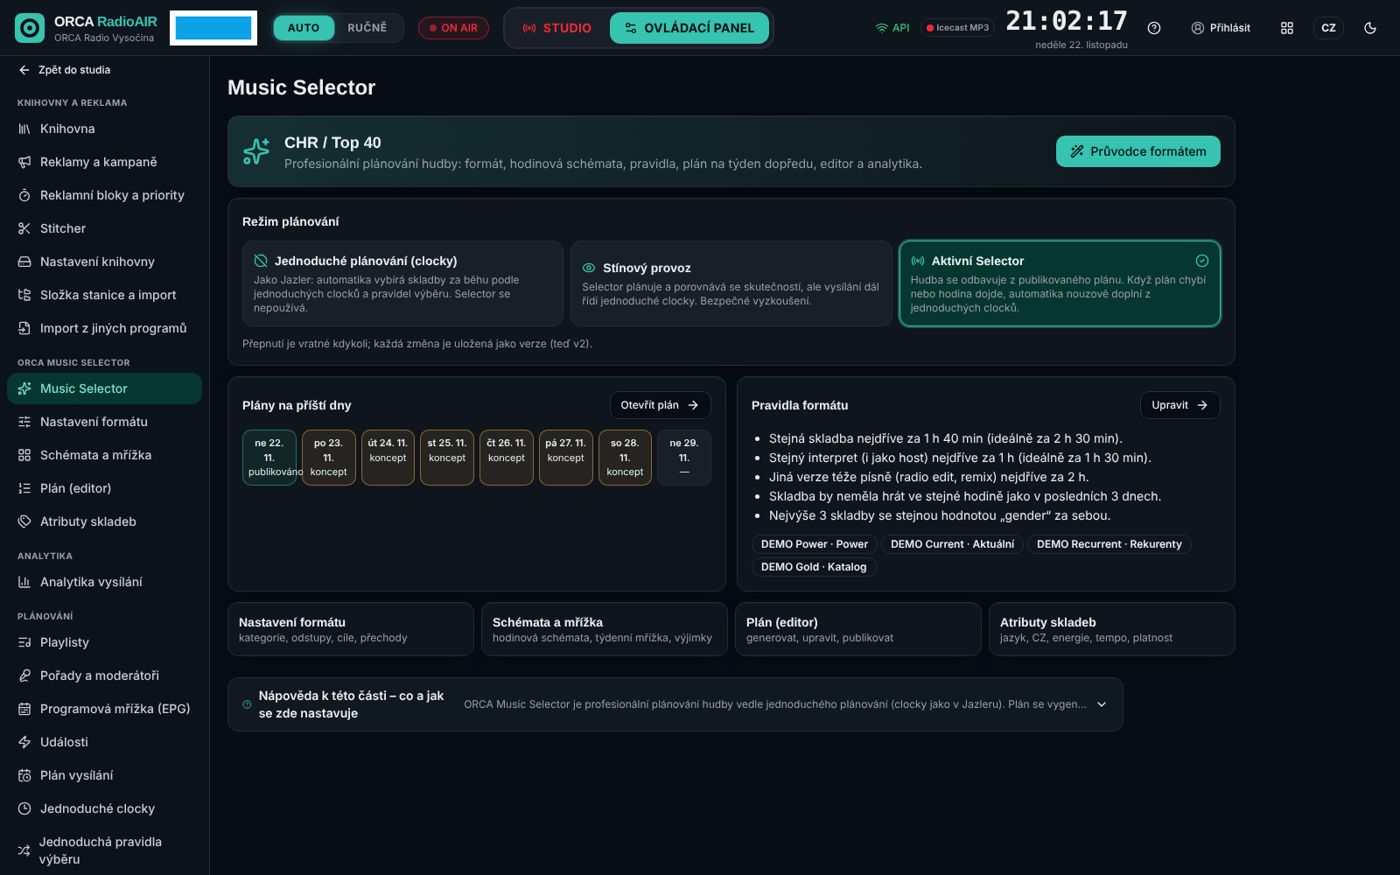 ORCA RadioAIR
ORCA Radio Vysočina
AUTO
RUČNĚ
ON AIR
STUDIO
OVLÁDACÍ PANEL
API
Icecast MP3
21:02:17
neděle 22. listopadu
Přihlásit
CZ
Zpět do studia
KNIHOVNY A REKLAMA
Knihovna
Reklamy a kampaně
Reklamní bloky a priority
Stitcher
Nastavení knihovny
Složka stanice a import
Import z jiných programů
ORCA MUSIC SELECTOR
Music Selector
Nastavení formátu
Schémata a mřížka
Plán (editor)
Atributy skladeb
ANALYTIKA
Analytika vysílání
PLÁNOVÁNÍ
Playlisty
Pořady a moderátoři
Programová mřížka (EPG)
Události
Plán vysílání
Jednoduché clocky
Jednoduchá pravidla
výběru
Music Selector
CHR / Top 40
Profesionální plánování hudby: formát, hodinová schémata, pravidla, plán na týden dopředu, editor a analytika.
Průvodce formátem
Režim plánování
Jednoduché plánování (clocky)
Jako Jazler: automatika vybírá skladby za běhu podle
jednoduchých clocků a pravidel výběru. Selector se
nepoužívá.
Stínový provoz
Selector plánuje a porovnává se skutečností, ale vysílání dál
řídí jednoduché clocky. Bezpečné vyzkoušení.
Aktivní Selector
Hudba se odbavuje z publikovaného plánu. Když plán chybí
nebo hodina dojde, automatika nouzově doplní z
jednoduchých clocků.
Přepnutí je vratné kdykoli; každá změna je uložená jako verze (teď v2).
Plány na příští dny
Otevřít plán
ne 22.
11.
publikováno
po 23.
11.
koncept
út 24. 11.
koncept
st 25. 11.
koncept
čt 26. 11.
koncept
pá 27. 11.
koncept
so 28.
11.
koncept
ne 29.
11.
—
Pravidla formátu
Upravit
• Stejná skladba nejdříve za 1 h 40 min (ideálně za 2 h 30 min).
• Stejný interpret (i jako host) nejdříve za 1 h (ideálně za 1 h 30 min).
• Jiná verze téže písně (radio edit, remix) nejdříve za 2 h.
• Skladba by neměla hrát ve stejné hodině jako v posledních 3 dnech.
• Nejvýše 3 skladby se stejnou hodnotou „gender“ za sebou.
DEMO Power · Power
DEMO Current · Aktuální
DEMO Recurrent · Rekurenty
DEMO Gold · Katalog
Nastavení formátu
kategorie, odstupy, cíle, přechody
Schémata a mřížka
hodinová schémata, týdenní mřížka, výjimky
Plán (editor)
generovat, upravit, publikovat
Atributy skladeb
jazyk, CZ, energie, tempo, platnost
Nápověda k této části – co a jak
se zde nastavuje
ORCA Music Selector je profesionální plánování hudby vedle jednoduchého plánování (clocky jako v Jazleru). Plán se vygen...